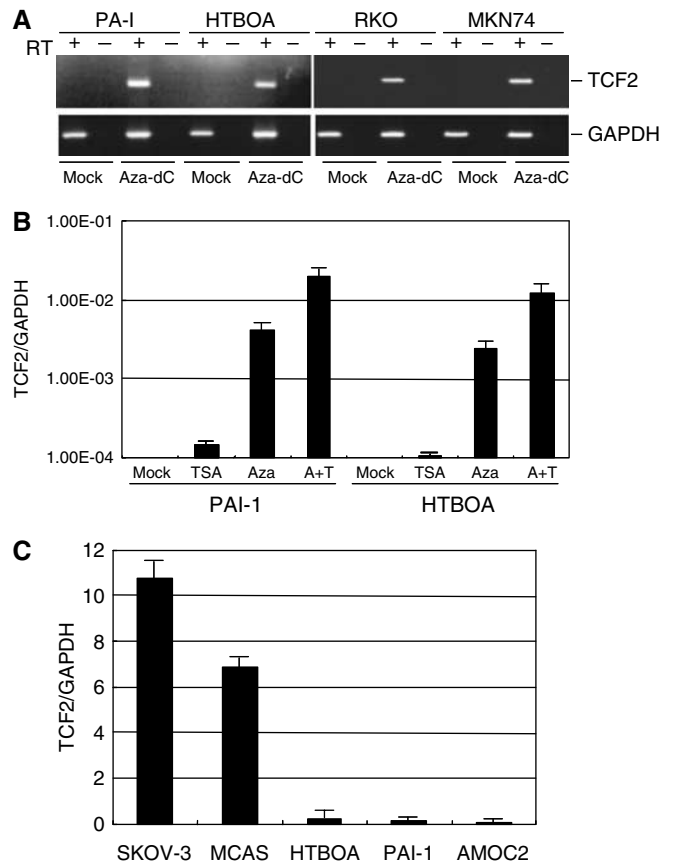 A
PA-I HTBOA RKO MKN74
RT + − + − + − + − + − + − + − + −
– TCF2
– GAPDH
Mock Aza-dC Mock Aza-dC Mock Aza-dC Mock Aza-dC
B
TCF2/GAPDH
1.00E-01
1.00E-02
1.00E-03
1.00E-04
Mock TSA Aza A+T Mock TSA Aza A+T
PAI-1 HTBOA
C
TCF2/GAPDH
12
10
8
6
4
2
0
SKOV-3 MCAS HTBOA PAI-1 AMOC2